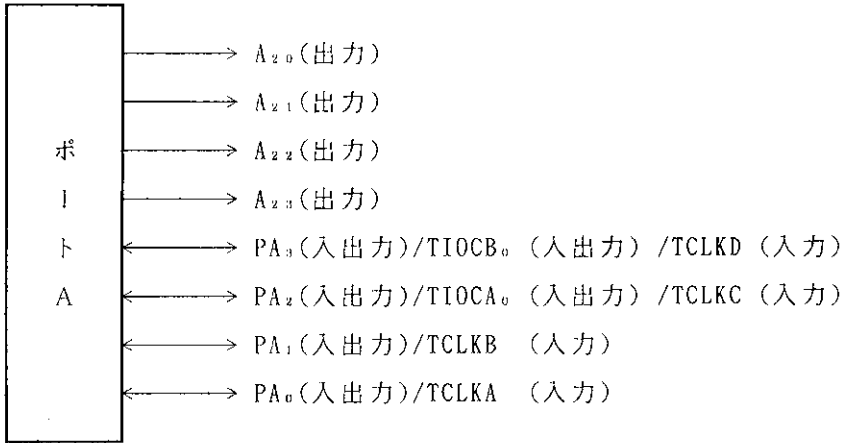 ポートA
A₂₀(出力)
A₂₁(出力)
A₂₂(出力)
A₂₃(出力)
PA₃(入出力)/TIOCB₀ (入出力) /TCLKD (入力)
PA₂(入出力)/TIOCA₀ (入出力) /TCLKC (入力)
PA₁(入出力)/TCLKB (入力)
PA₀(入出力)/TCLKA (入力)